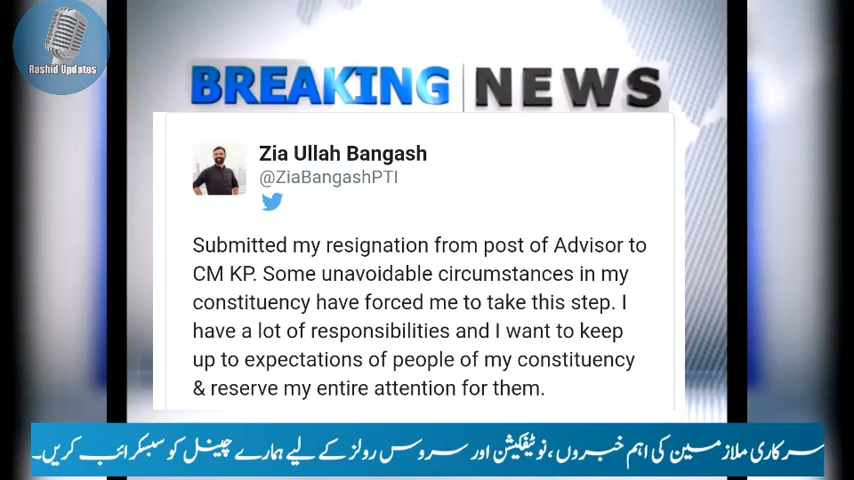 Rashid Updates
BREAKING NEWS
Zia Ullah Bangash
@ZiaBangashPTI
Submitted my resignation from post of Advisor to
CM KP. Some unavoidable circumstances in my
constituency have forced me to take this step. I
have a lot of responsibilities and I want to keep
up to expectations of people of my constituency
& reserve my entire attention for them.
سرکاری ملازمین کی اہم خبروں، نوٹیفکیشن اور سروس رولز کے لیے ہمارے چینل کو سبسکرائب کریں۔